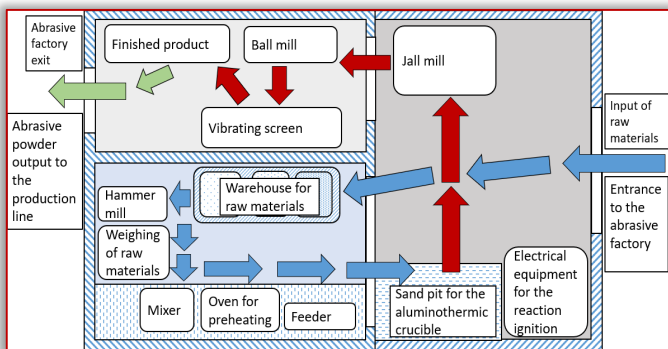 Abrasive
factory
exit
Finished product
Ball mill
Jall mill
Vibrating screen
Input of
raw
materials
Abrasive
powder
output to
the
production
line
Warehouse for
raw materials
Hammer
mill
Entrance
to the
abrasive
factory
Weighing
of raw
materials
Mixer
Oven for
preheating
Feeder
Sand pit for the
aluminothermic
crucible
Electrical
equipment
for the
reaction
ignition